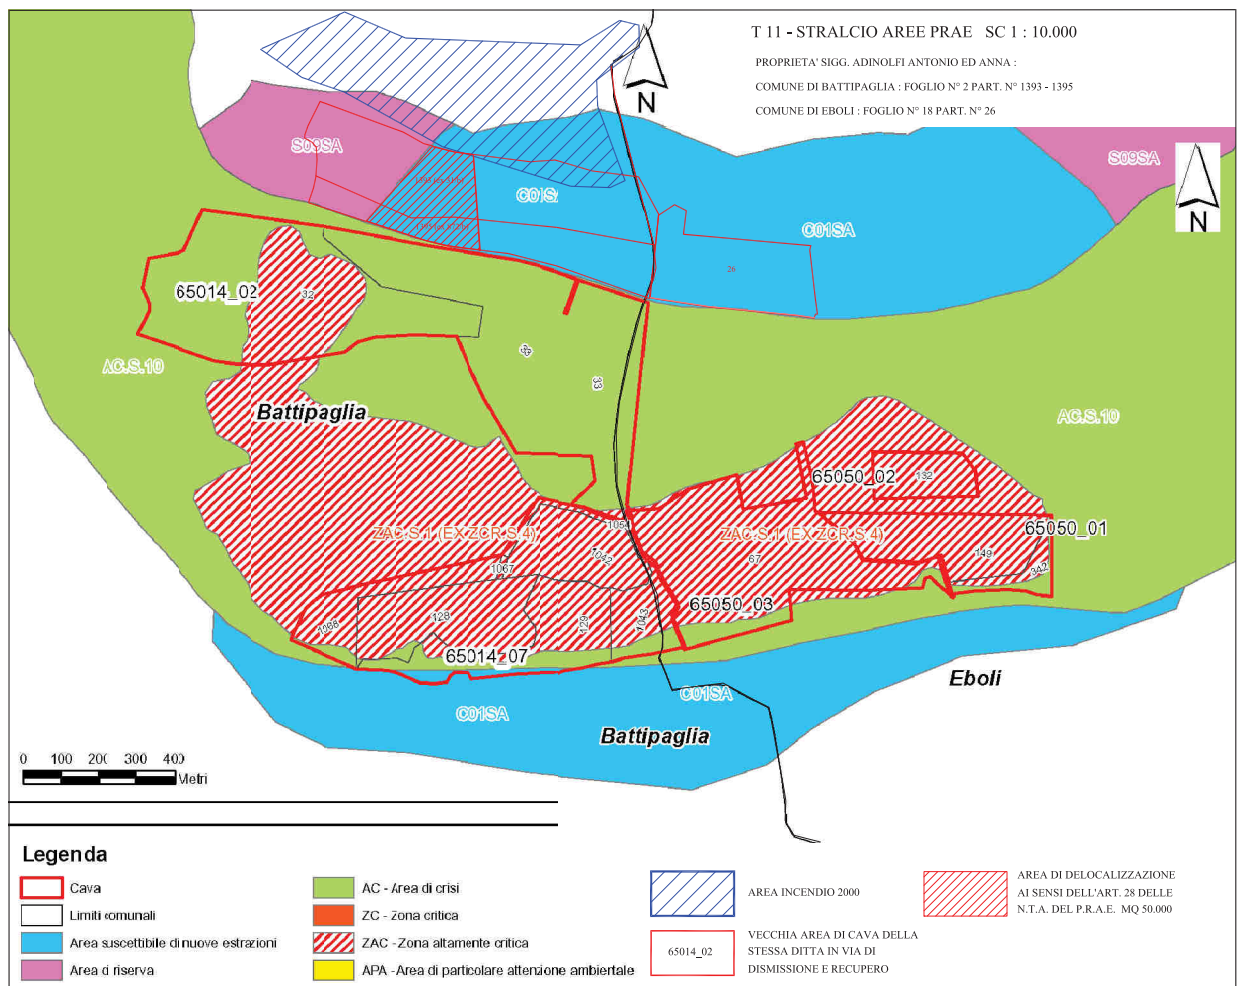 T 11 - STRALCIO AREE PRAE SC 1 : 10.000
PROPRIETA' SIGG. ADINOLFI ANTONIO ED ANNA :
COMUNE DI BATTIPAGLIA : FOGLIO N° 2 PART. N° 1393 - 1395
COMUNE DI EBOLI : FOGLIO N° 18 PART. N° 26
N
N
S09SA
S09SA
C01S
C01SA
26
65014_02
32
AC.S.10
33
33
Battipaglia
AC.S.10
65050_02
132
ZAC.S.1 (EX ZCR.S.4)
105
ZAC.S.1 (EX ZCR.S.4)
65050_01
1042
67
149
342
1067
65050_03
128
129
1043
1068
65014_07
C01SA
C01SA
Eboli
Battipaglia
0 100 200 300 400
Metri
Legenda
Cava
Limiti comunali
Area suscettibile di nuove estrazioni
Area di riserva
AC - Area di crisi
ZC - Zona critica
ZAC - Zona altamente critica
APA - Area di particolare attenzione ambientale
AREA INCENDIO 2000
65014_02
VECCHIA AREA DI CAVA DELLA
STESSA DITTA IN VIA DI
DISMISSIONE E RECUPERO
AREA DI DELOCALIZZAZIONE
AI SENSI DELL'ART. 28 DELLE
N.T.A. DEL P.R.A.E. MQ 50.000